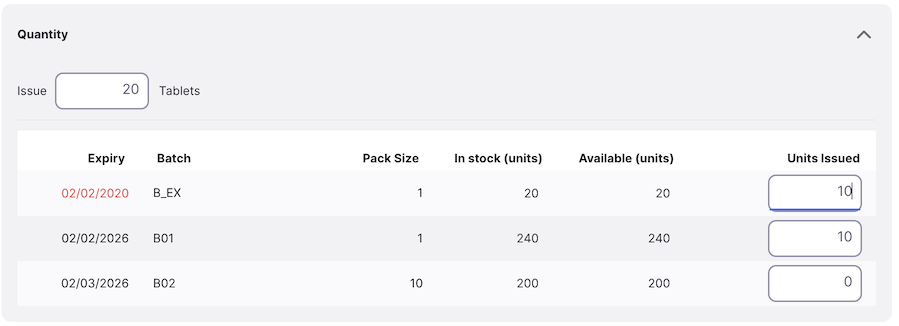 Quantity
Issue 20 Tablets
Expiry Batch Pack Size In stock (units) Available (units) Units Issued
02/02/2020 B_EX 1 20 20 10
02/02/2026 B01 1 240 240 10
02/03/2026 B02 10 200 200 0